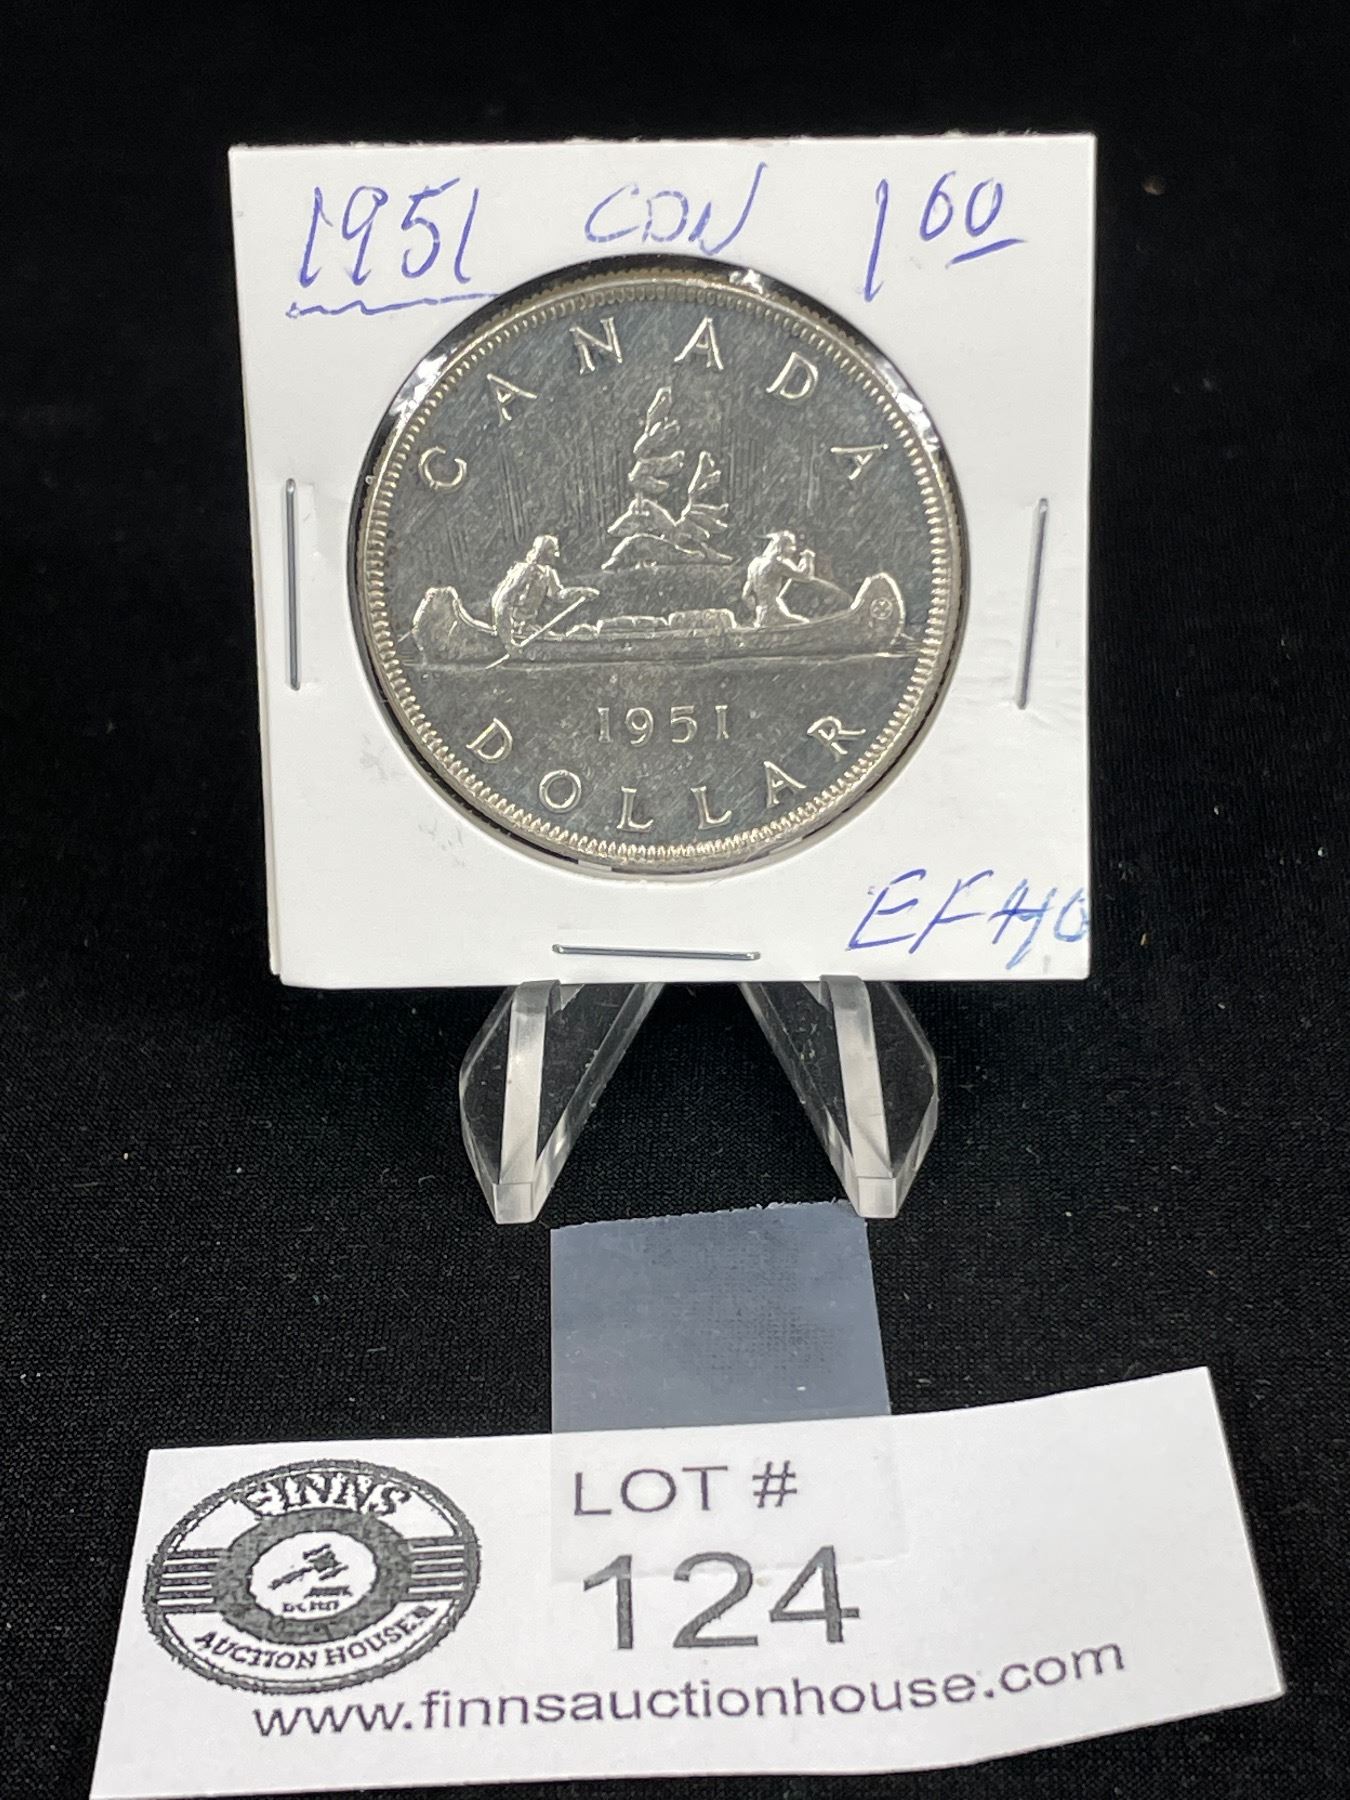 1951 CDN 1 00
CANADA
1951
DOLLAR
EF40
FINNS
AUCTION HOUSE
LOT #
124
www.finnsauctionhouse.com